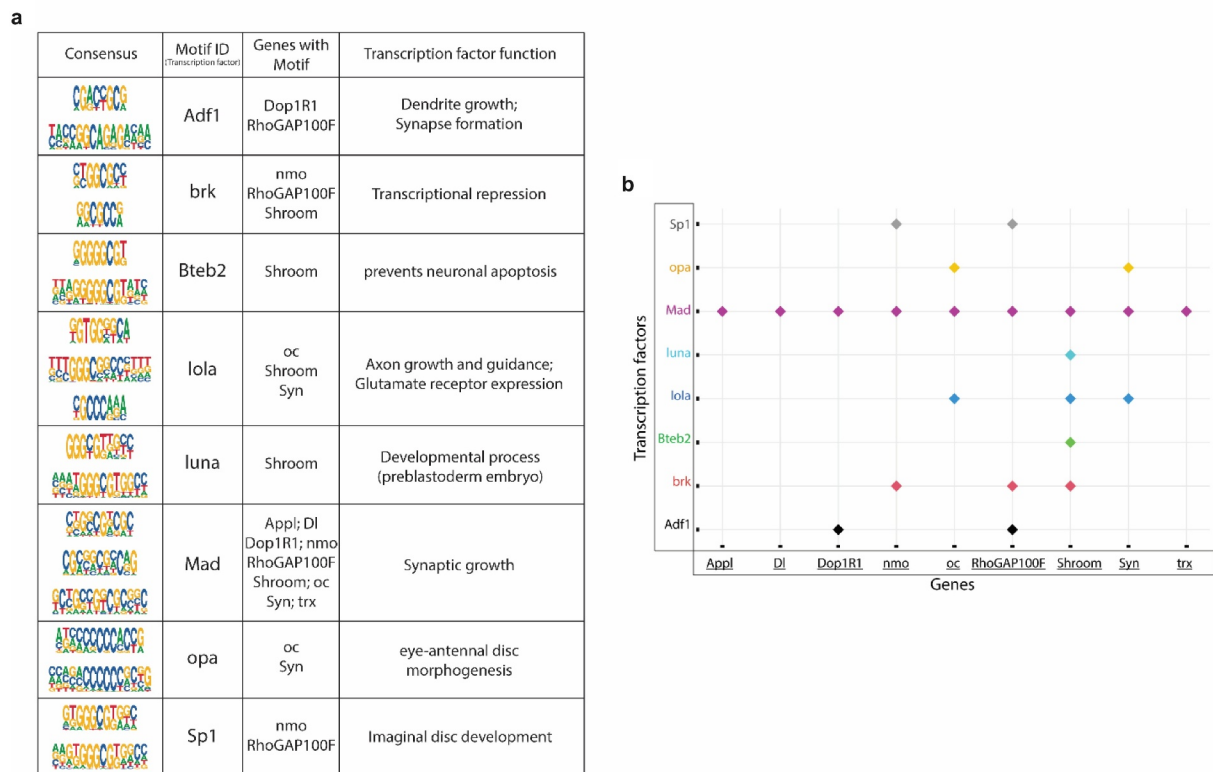 a
Consensus
Motif ID
(Transcription factor)
Genes with
Motif
Transcription factor function
Adf1
Dop1R1
RhoGAP100F
Dendrite growth;
Synapse formation
brk
nmo
RhoGAP100F
Shroom
Transcriptional repression
Bteb2
Shroom
prevents neuronal apoptosis
lola
oc
Shroom
Syn
Axon growth and guidance;
Glutamate receptor expression
luna
Shroom
Developmental process
(preblastoderm embryo)
Mad
Appl; Dl
Dop1R1; nmo
RhoGAP100F
Shroom; oc
Syn; trx
Synaptic growth
opa
oc
Syn
eye-antennal disc
morphogenesis
Sp1
nmo
RhoGAP100F
Imaginal disc development
b
Transcription factors
Sp1
opa
Mad
luna
lola
Bteb2
brk
Adf1
Appl Dl Dop1R1 nmo oc RhoGAP100F Shroom Syn trx
Genes